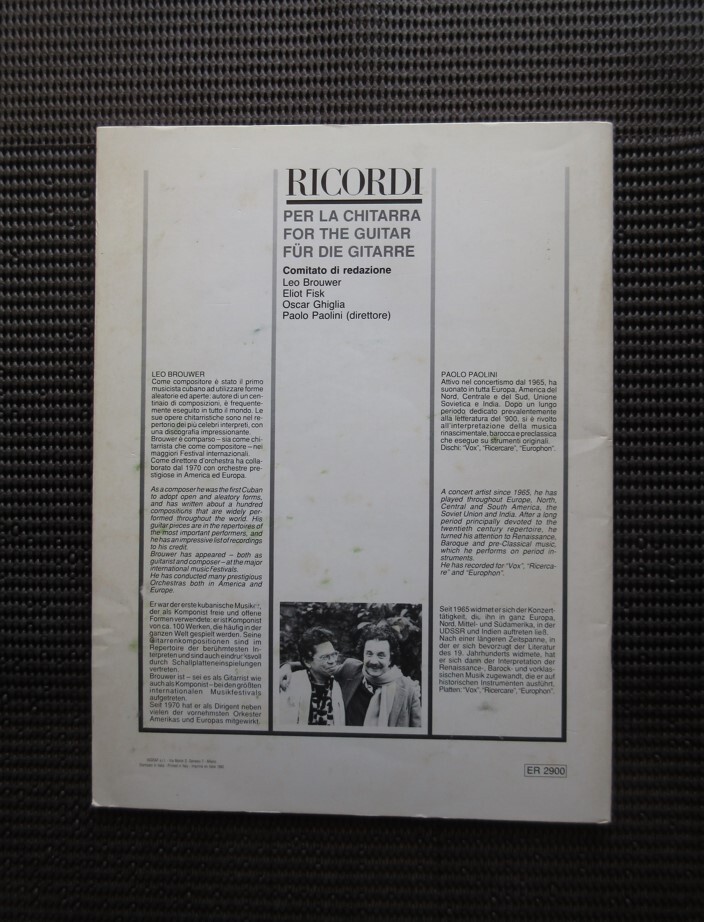 RICORDI
PER LA CHITARRA
FOR THE GUITAR
FÜR DIE GITARRE
Comitato di redazione
Leo Brouwer
Eliot Fisk
Oscar Ghiglia
Paolo Paolini (direttore)
LEO BROUWER
Come compositore è stato il primo
musicista cubano ad utilizzare forme
aleatorie ed aperte: autore di un cen-
tinaio di composizioni, è frequente-
mente eseguito in tutto il mondo. Le
sue opere chitarristiche sono nel re-
pertorio dei più celebri interpreti, con
una discografia impressionante.
Brouwer è comparso – sia come chi-
tarrista che come compositore – nei
maggiori Festival internazionali.
Come direttore d'orchestra ha colla-
borato dal 1970 con orchestre pre-
stigiose in America ed Europa.
As a composer he was the first Cuban
to adopt open and aleatory forms,
and has written about a hundred
compositions that are widely per-
formed throughout the world. His
guitar pieces are in the repertoires of
the most important performers, and
he has an impressive list of recordings
to his credit.
Brouwer has appeared – both as
guitarist and composer – at the major
international music Festivals.
He has conducted many prestigious
Orchestras both in America and
Europe.
Er war der erste kubanische Musiker,
der als Komponist freie und offene
Formen verwendete; er ist Komponist
von ca. 100 Werken, die häufig in der
ganzen Welt gespielt werden. Seine
Gitarrenkompositionen sind im
Repertoire der berühmtesten In-
terpreten und sind auch eindrucksvoll
durch Schallplatteneinspielungen
vertreten.
Brouwer ist – sei es als Gitarrist wie
auch als Komponist – bei den größten
internationalen Musikfestivals
aufgetreten.
Seit 1970 hat er als Dirigent neben
vielen der vornehmsten Orkester
Amerikas und Europas mitgewirkt.
PAOLO PAOLINI
Attivo nel concertismo dal 1965, ha
suonato in tutta Europa, America del
Nord, Centrale e del Sud, Unione
Sovietica e India. Dopo un lungo
periodo dedicato prevalentemente
alla letteratura del '900, si è rivolto
all'interpretazione della musica
rinascimentale, barocca e preclassica
che esegue su strumenti originali.
Dischi: "Vox", "Ricercare", "Europhon".
A concert artist since 1965, he has
played throughout Europe, North,
Central and South America, the
Soviet Union and India. After a long
period principally devoted to the
twentieth century repertoire, he
turned his attention to Renaissance,
Baroque and pre-Classical music,
which he performs on period in-
struments.
He has recorded for "Vox", "Ricerca-
re" and "Europhon".
Seit 1965 widmet er sich der Konzert-
tätigkeit, die ihn in ganz Europa,
Nord, Mittel- und Südamerika, in der
UDSSR und Indien auftreten ließ.
Nach einer längeren Zeitspanne, in
der er sich bevorzugt der Literatur
des 19. Jahrhunderts widmete, hat
er sich dann der Interpretation der
Renaissance-, Barock- und vorklas-
sischen Musik zugewandt, die er auf
historischen Instrumenten ausführt.
Platten: "Vox", "Ricercare", "Europhon".
ER 2900